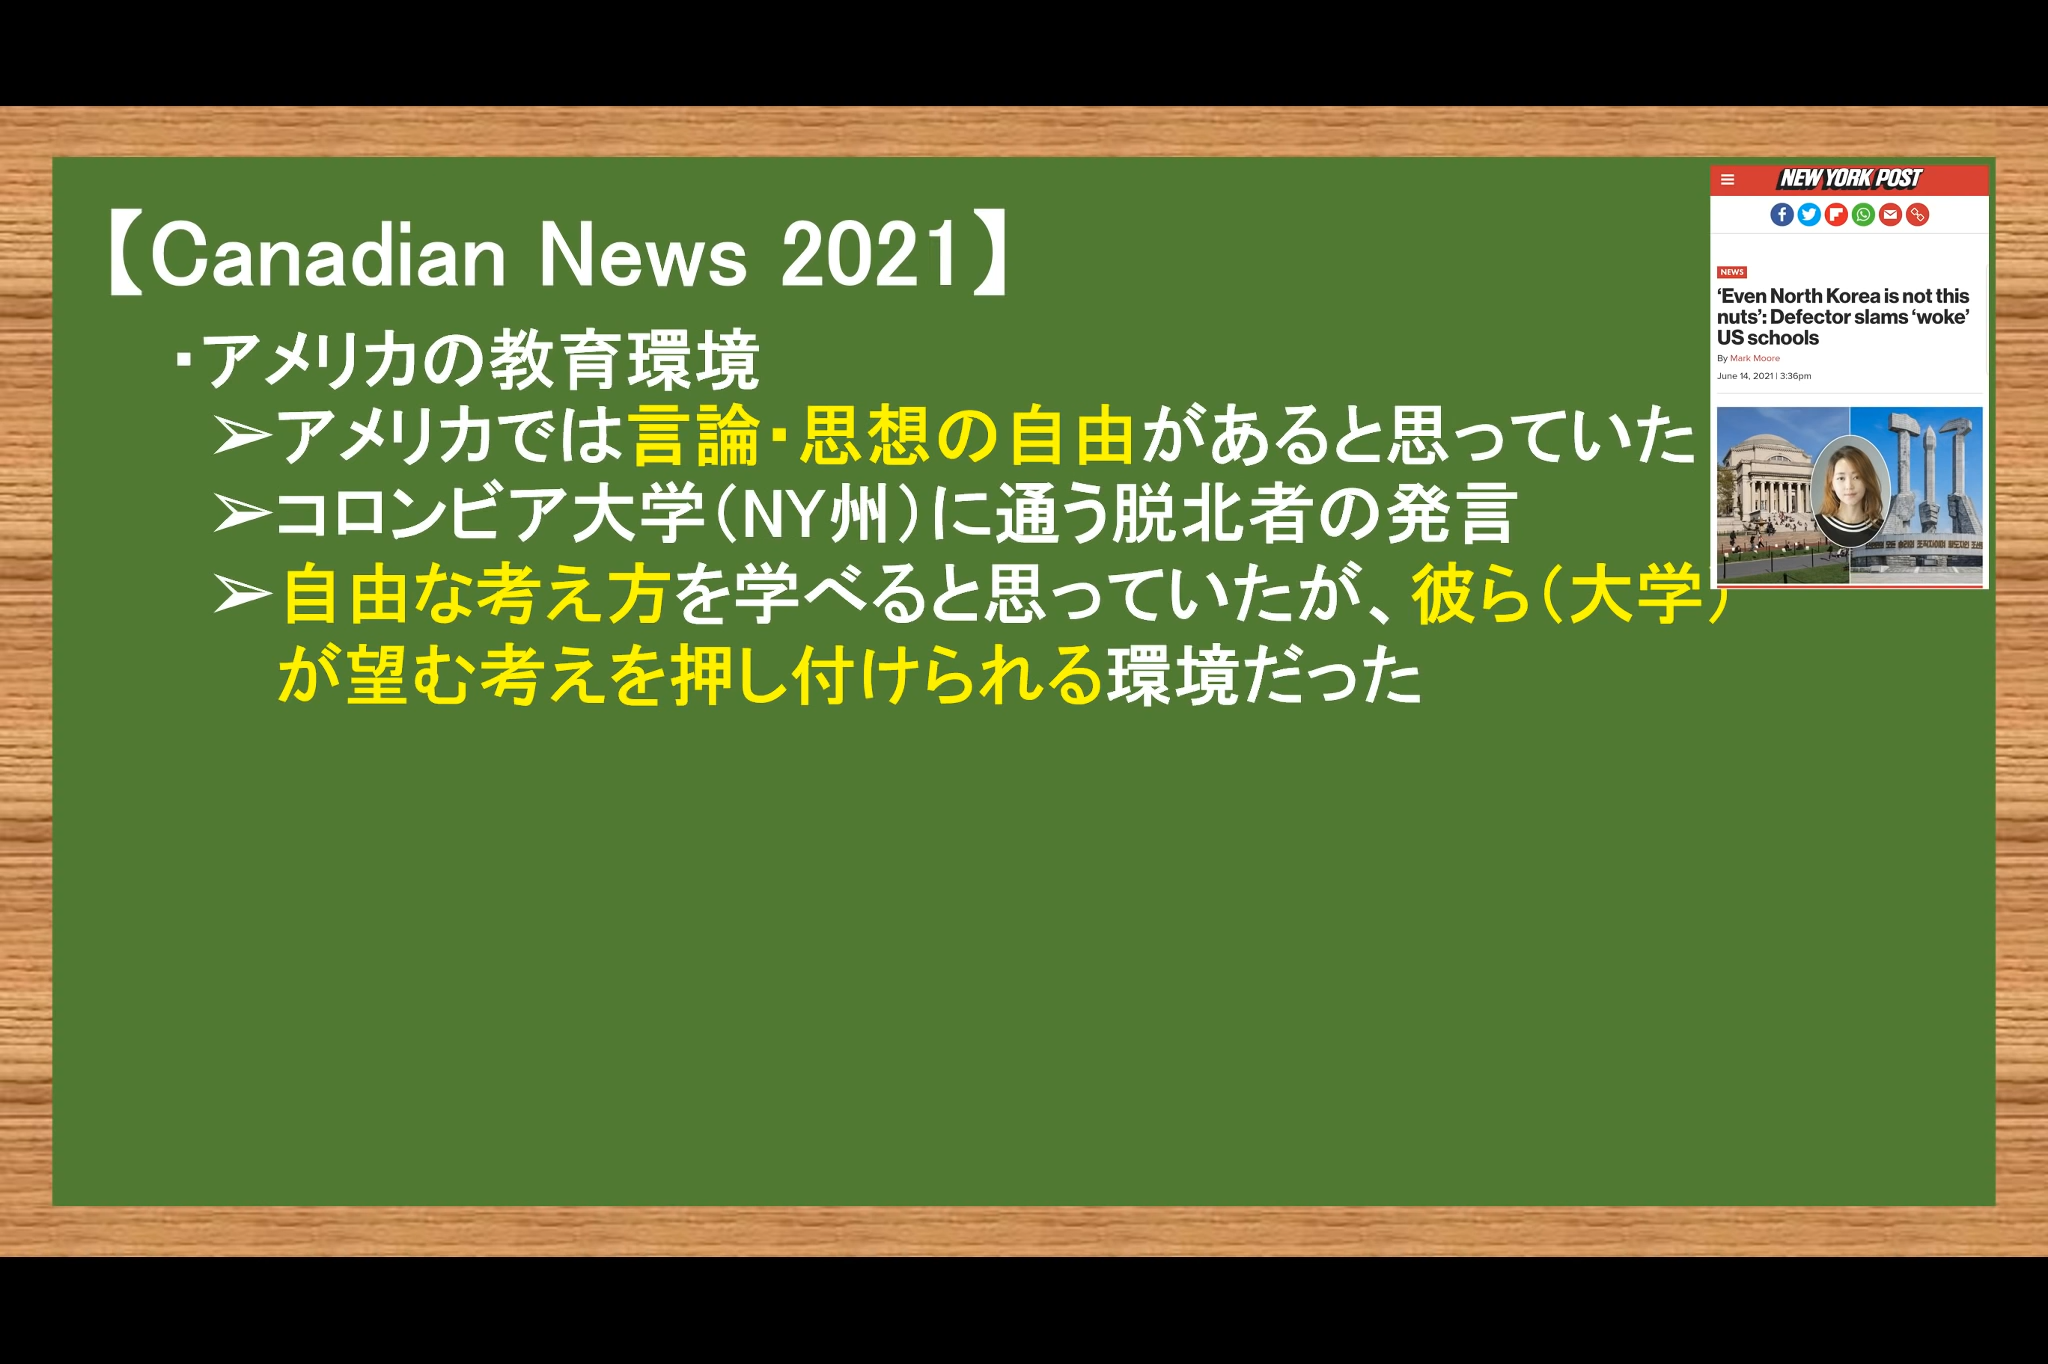 【Canadian News 2021】
・アメリカの教育環境
➢アメリカでは言論・思想の自由があると思っていた
➢コロンビア大学（NY州）に通う脱北者の発言
➢自由な考え方を学べると思っていたが、彼ら（大学）
が望む考えを押し付けられる環境だった
NEW YORK POST
NEWS
‘Even North Korea is not this
nuts’: Defector slams ‘woke’
US schools
By Mark Moore
June 14, 2021 | 3:36pm